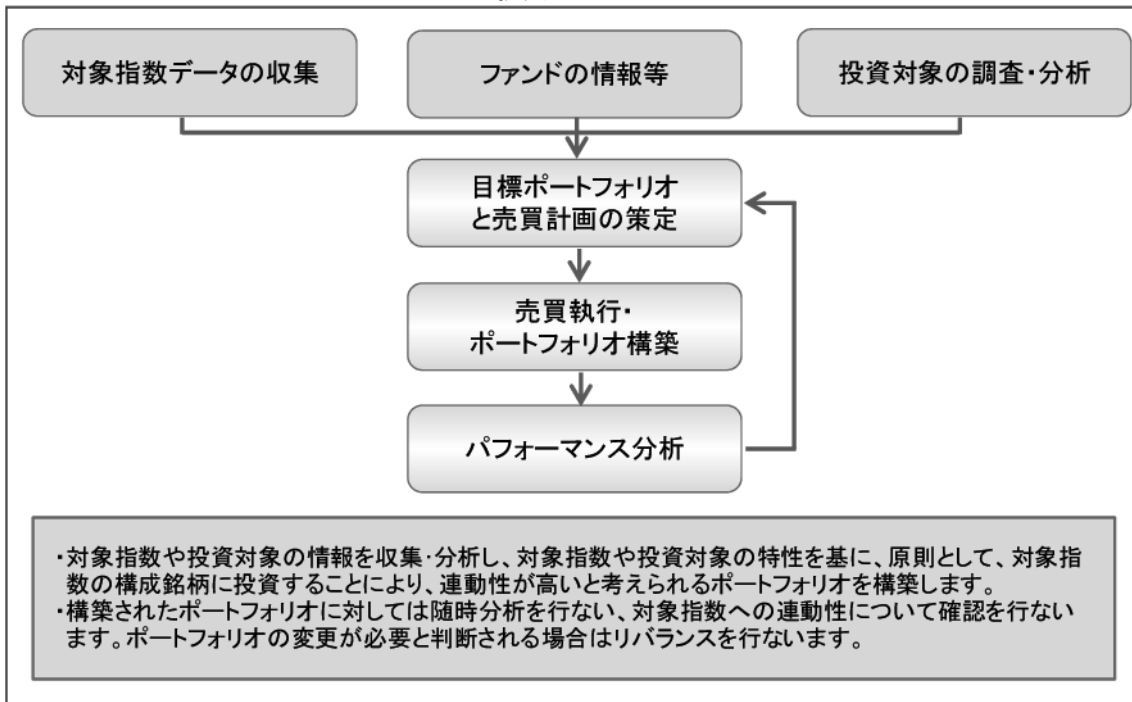 対象指数データの収集
ファンドの情報等
投資対象の調査・分析
目標ポートフォリオ
と売買計画の策定
売買執行・
ポートフォリオ構築
パフォーマンス分析
・対象指数や投資対象の情報を収集・分析し、対象指数や投資対象の特性を基に、原則として、対象指
数の構成銘柄に投資することにより、連動性が高いと考えられるポートフォリオを構築します。
・構築されたポートフォリオに対しては随時分析を行ない、対象指数への連動性について確認を行ない
ます。ポートフォリオの変更が必要と判断される場合はリバランスを行ないます。